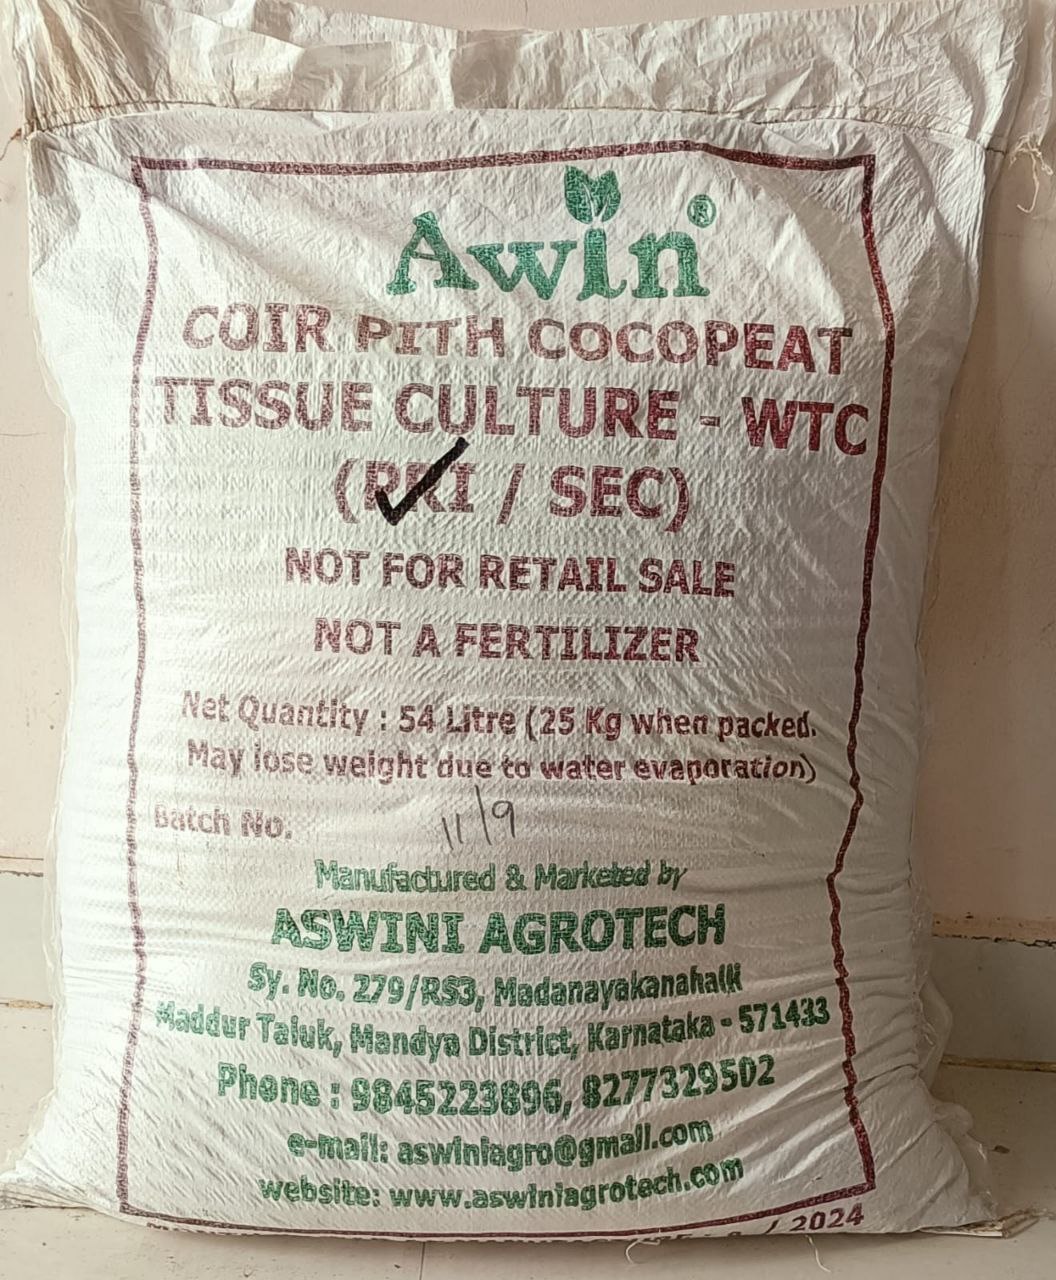 Awin®
COIR PITH COCOPEAT
TISSUE CULTURE - WTC
(PRI / SEC)
NOT FOR RETAIL SALE
NOT A FERTILIZER
Net Quantity : 54 Litre (25 Kg when packed.
May lose weight due to water evaporation)
Batch No. 11/9
Manufactured & Marketed by
ASWINI AGROTECH
Sy. No. 279/RS3, Madanayakanahalli
Maddur Taluk, Mandya District, Karnataka - 571433
Phone : 9845223896, 8277329502
e-mail: aswiniagro@gmail.com
website: www.aswiniagrotech.com
/ 2024